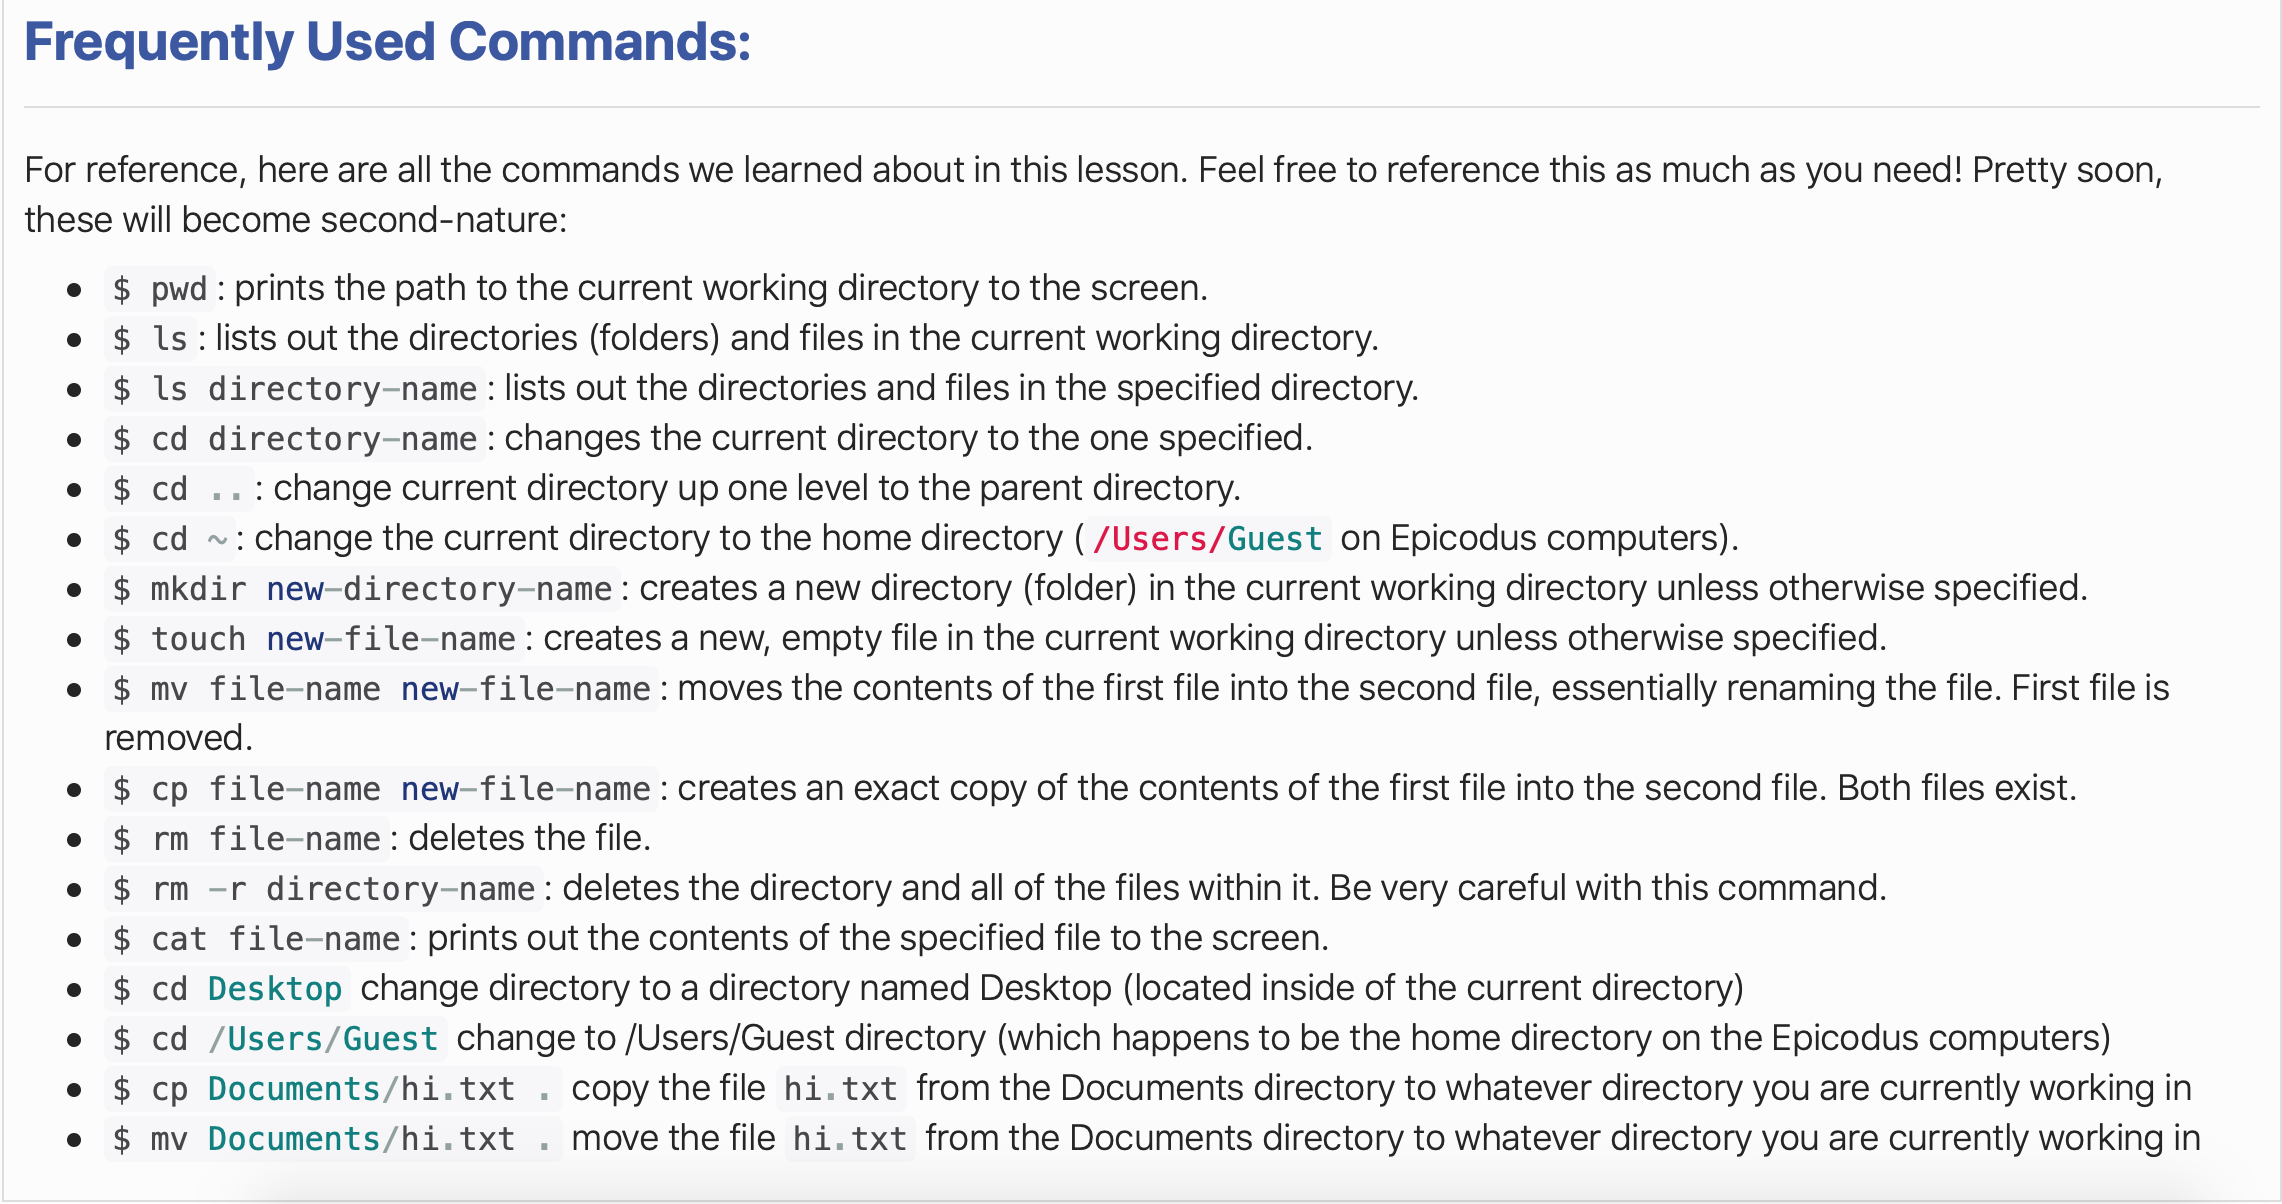 Frequently Used Commands:
For reference, here are all the commands we learned about in this lesson. Feel free to reference this as much as you need! Pretty soon,
these will become second-nature:
• $ pwd: prints the path to the current working directory to the screen.
• $ ls: lists out the directories (folders) and files in the current working directory.
• $ ls directory-name: lists out the directories and files in the specified directory.
• $ cd directory-name: changes the current directory to the one specified.
• $ cd ..: change current directory up one level to the parent directory.
• $ cd ~: change the current directory to the home directory (/Users/Guest on Epicodus computers).
• $ mkdir new-directory-name: creates a new directory (folder) in the current working directory unless otherwise specified.
• $ touch new-file-name: creates a new, empty file in the current working directory unless otherwise specified.
• $ mv file-name new-file-name: moves the contents of the first file into the second file, essentially renaming the file. First file is
removed.
• $ cp file-name new-file-name: creates an exact copy of the contents of the first file into the second file. Both files exist.
• $ rm file-name: deletes the file.
• $ rm -r directory-name: deletes the directory and all of the files within it. Be very careful with this command.
• $ cat file-name: prints out the contents of the specified file to the screen.
• $ cd Desktop change directory to a directory named Desktop (located inside of the current directory)
• $ cd /Users/Guest change to /Users/Guest directory (which happens to be the home directory on the Epicodus computers)
• $ cp Documents/hi.txt . copy the file hi.txt from the Documents directory to whatever directory you are currently working in
• $ mv Documents/hi.txt . move the file hi.txt from the Documents directory to whatever directory you are currently working in